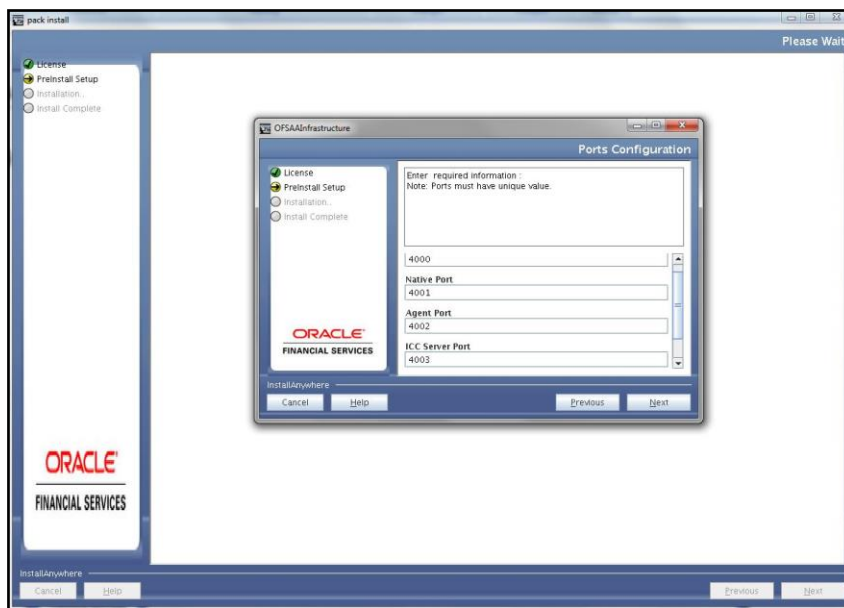 pack install
Please Wait
License
PreInstall Setup
Installation...
Install Complete
OFSAAInfrastructure
Ports Configuration
License
PreInstall Setup
Installation...
Install Complete
Enter required information :
Note: Ports must have unique value.
4000
Native Port
4001
Agent Port
4002
ICC Server Port
4003
ORACLE
FINANCIAL SERVICES
InstallAnywhere
Cancel
Help
Previous
Next
ORACLE
FINANCIAL SERVICES
InstallAnywhere
Cancel
Help
Previous
Next